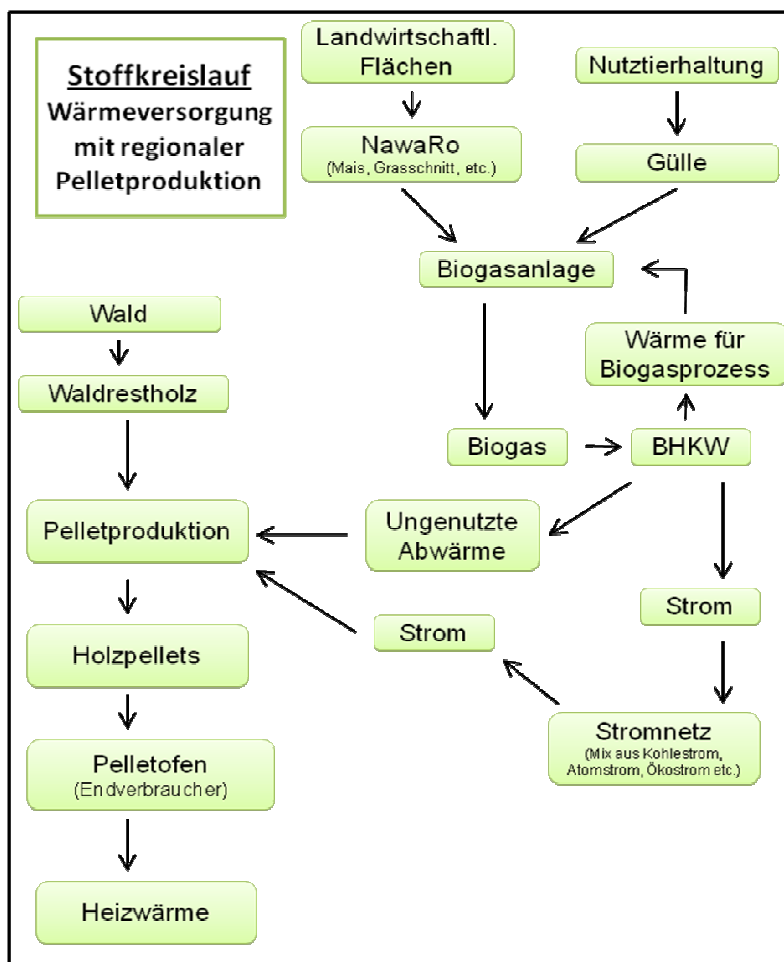 Stoffkreislauf
Wärmeversorgung
mit regionaler
Pelletproduktion
Landwirtschaftl.
Flächen
Nutztierhaltung
NawaRo
(Mais, Grasschnitt, etc.)
Gülle
Biogasanlage
Wald
Wärme für
Biogasprozess
Waldrestholz
Biogas
BHKW
Pelletproduktion
Ungenutzte
Abwärme
Strom
Strom
Holzpellets
Stromnetz
(Mix aus Kohlestrom,
Atomstrom, Ökostrom etc.)
Pelletofen
(Endverbraucher)
Heizwärme